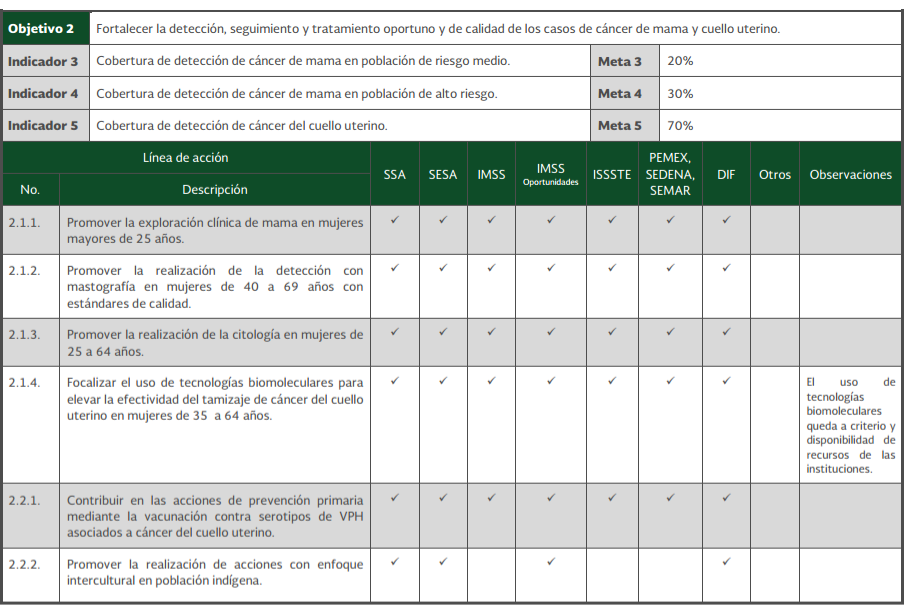 Objetivo 2 Fortalecer la detección, seguimiento y tratamiento oportuno y de calidad de los casos de cáncer de mama y cuello uterino.
Indicador 3 Cobertura de detección de cáncer de mama en población de riesgo medio. Meta 3 20%
Indicador 4 Cobertura de detección de cáncer de mama en población de alto riesgo. Meta 4 30%
Indicador 5 Cobertura de detección de cáncer del cuello uterino. Meta 5 70%
Línea de acción
No. Descripción
SSA
SESA
IMSS
IMSS
Oportunidades
ISSSTE
PEMEX,
SEDENA,
SEMAR
DIF
Otros
Observaciones
2.1.1. Promover la exploración clínica de mama en mujeres ✓ ✓ ✓ ✓ ✓ ✓ ✓
mayores de 25 años.
2.1.2. Promover la realización de la detección con ✓ ✓ ✓ ✓ ✓ ✓ ✓
mastografía en mujeres de 40 a 69 años con
estándares de calidad.
2.1.3. Promover la realización de la citología en mujeres de ✓ ✓ ✓ ✓ ✓ ✓ ✓
25 a 64 años.
2.1.4. Focalizar el uso de tecnologías biomoleculares para ✓ ✓ ✓ ✓ ✓ ✓ ✓
elevar la efectividad del tamizaje de cáncer del cuello
uterino en mujeres de 35 a 64 años.
El uso de
tecnologías
biomoleculares
queda a criterio y
disponibilidad de
recursos de las
instituciones.
2.2.1. Contribuir en las acciones de prevención primaria ✓ ✓ ✓ ✓ ✓ ✓ ✓
mediante la vacunación contra serotipos de VPH
asociados a cáncer del cuello uterino.
2.2.2. Promover la realización de acciones con enfoque ✓ ✓ ✓ ✓
intercultural en población indígena.